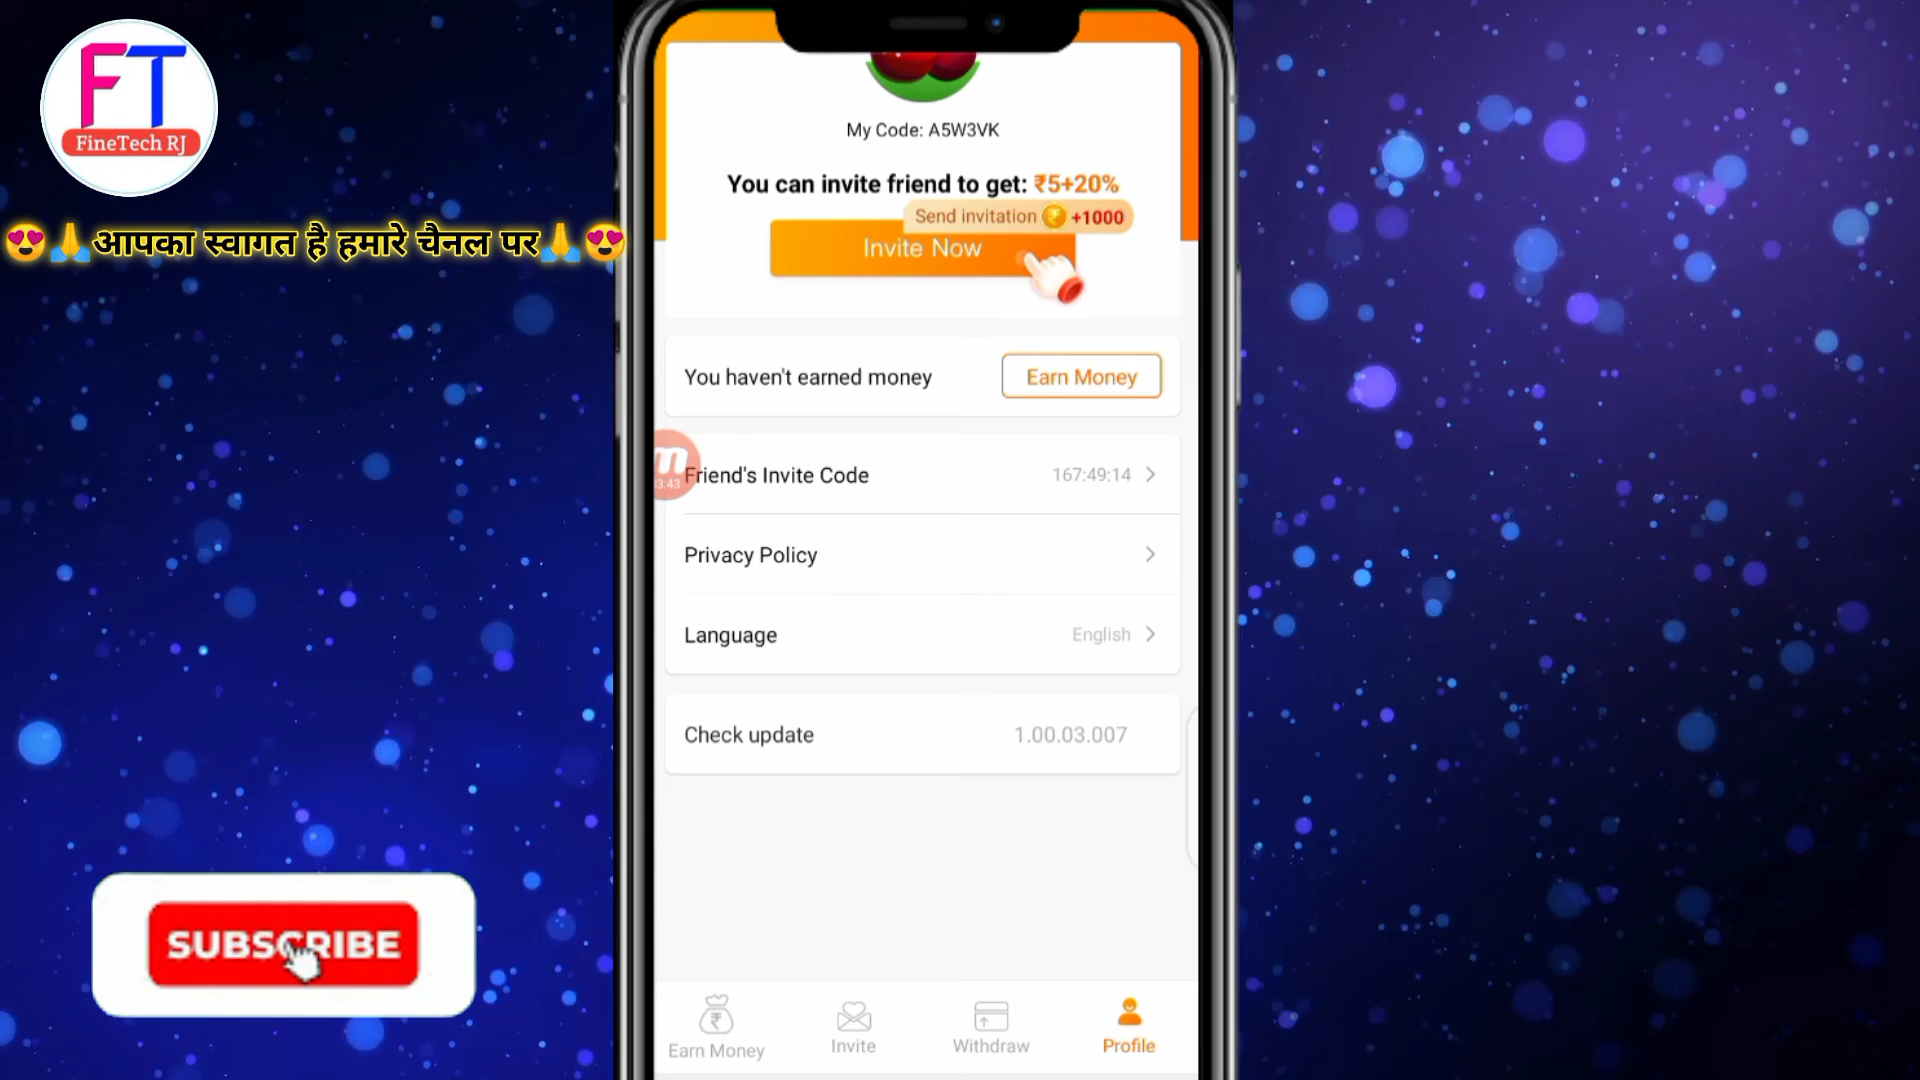 FT
FineTech RJ
😍🙏आपका स्वागत है हमारे चैनल पर🙏😍
SUBSCRIBE
My Code: A5W3VK
You can invite friend to get: ₹5+20%
Send invitation ₹ +1000
Invite Now
You haven't earned money
Earn Money
m
3:43
Friend's Invite Code
167:49:14
Privacy Policy
Language
English
Check update
1.00.03.007
Earn Money
Invite
Withdraw
Profile